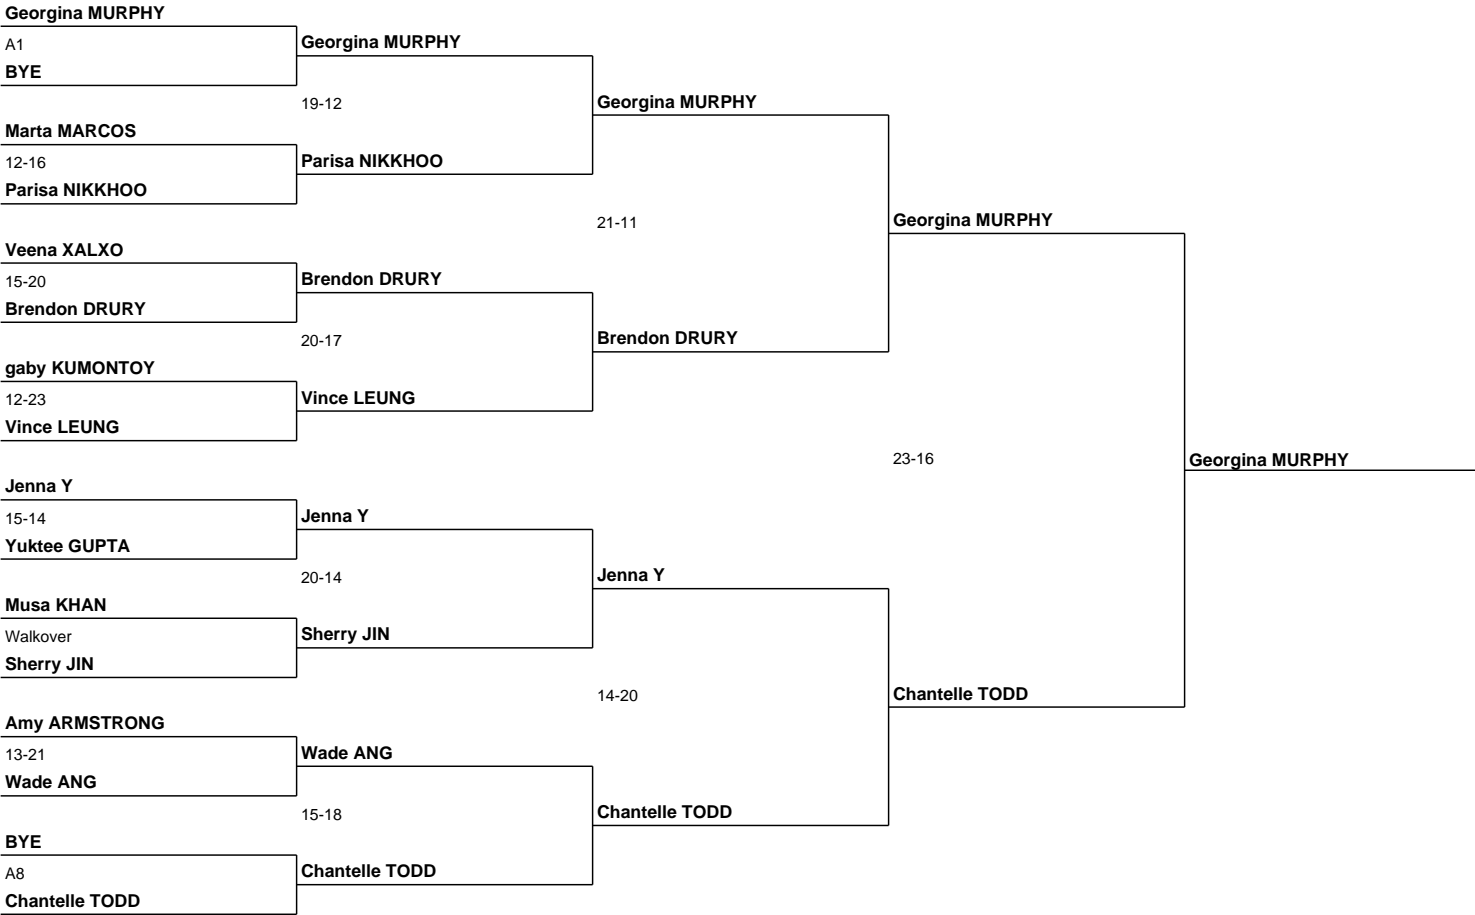 Georgina MURPHY
A1
BYE
Marta MARCOS
12-16
Parisa NIKKHOO
Veena XALXO
15-20
Brendon DRURY
gaby KUMONTOY
12-23
Vince LEUNG
Jenna Y
15-14
Yuktee GUPTA
Musa KHAN
Walkover
Sherry JIN
Amy ARMSTRONG
13-21
Wade ANG
BYE
A8
Chantelle TODD
Georgina MURPHY
19-12
Parisa NIKKHOO
Brendon DRURY
20-17
Vince LEUNG
Jenna Y
20-14
Sherry JIN
Wade ANG
15-18
Chantelle TODD
Georgina MURPHY
21-11
Brendon DRURY
Jenna Y
14-20
Chantelle TODD
Georgina MURPHY
23-16
Chantelle TODD
Georgina MURPHY